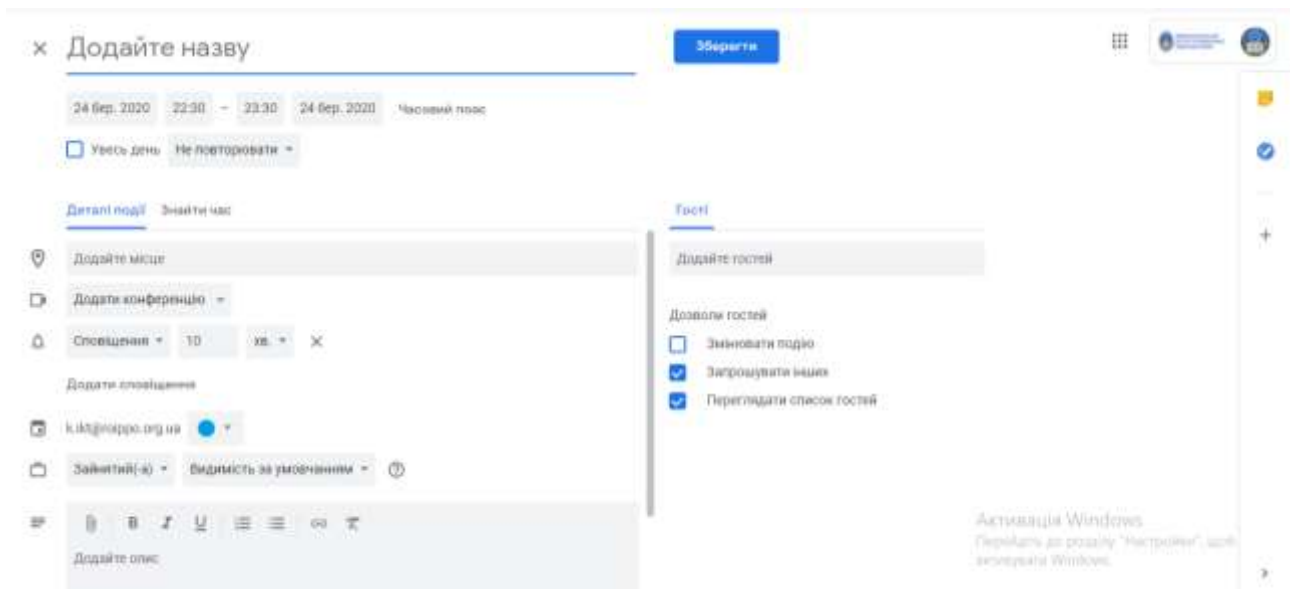 Додайте назву
Зберегти
24 бер. 2020 22:30 – 23:30 24 бер. 2020 Часовий пояс
Увесь день Не повторювати
Деталі події Знайти час
Гості
Додайте місце
Додайте гостей
Додати конференцію
Дозволи гостей
Сповіщення 10 хв.
Змінювати подію
Запрошувати інших
Додати сповіщення
Переглядати список гостей
k.ikt@roippo.org.ua
Зайнятий(-а) Видимість за умовчанням
B I U
Додайте опис
Активація Windows
Перейдіть до розділу "Настройки", щоб
активувати Windows.